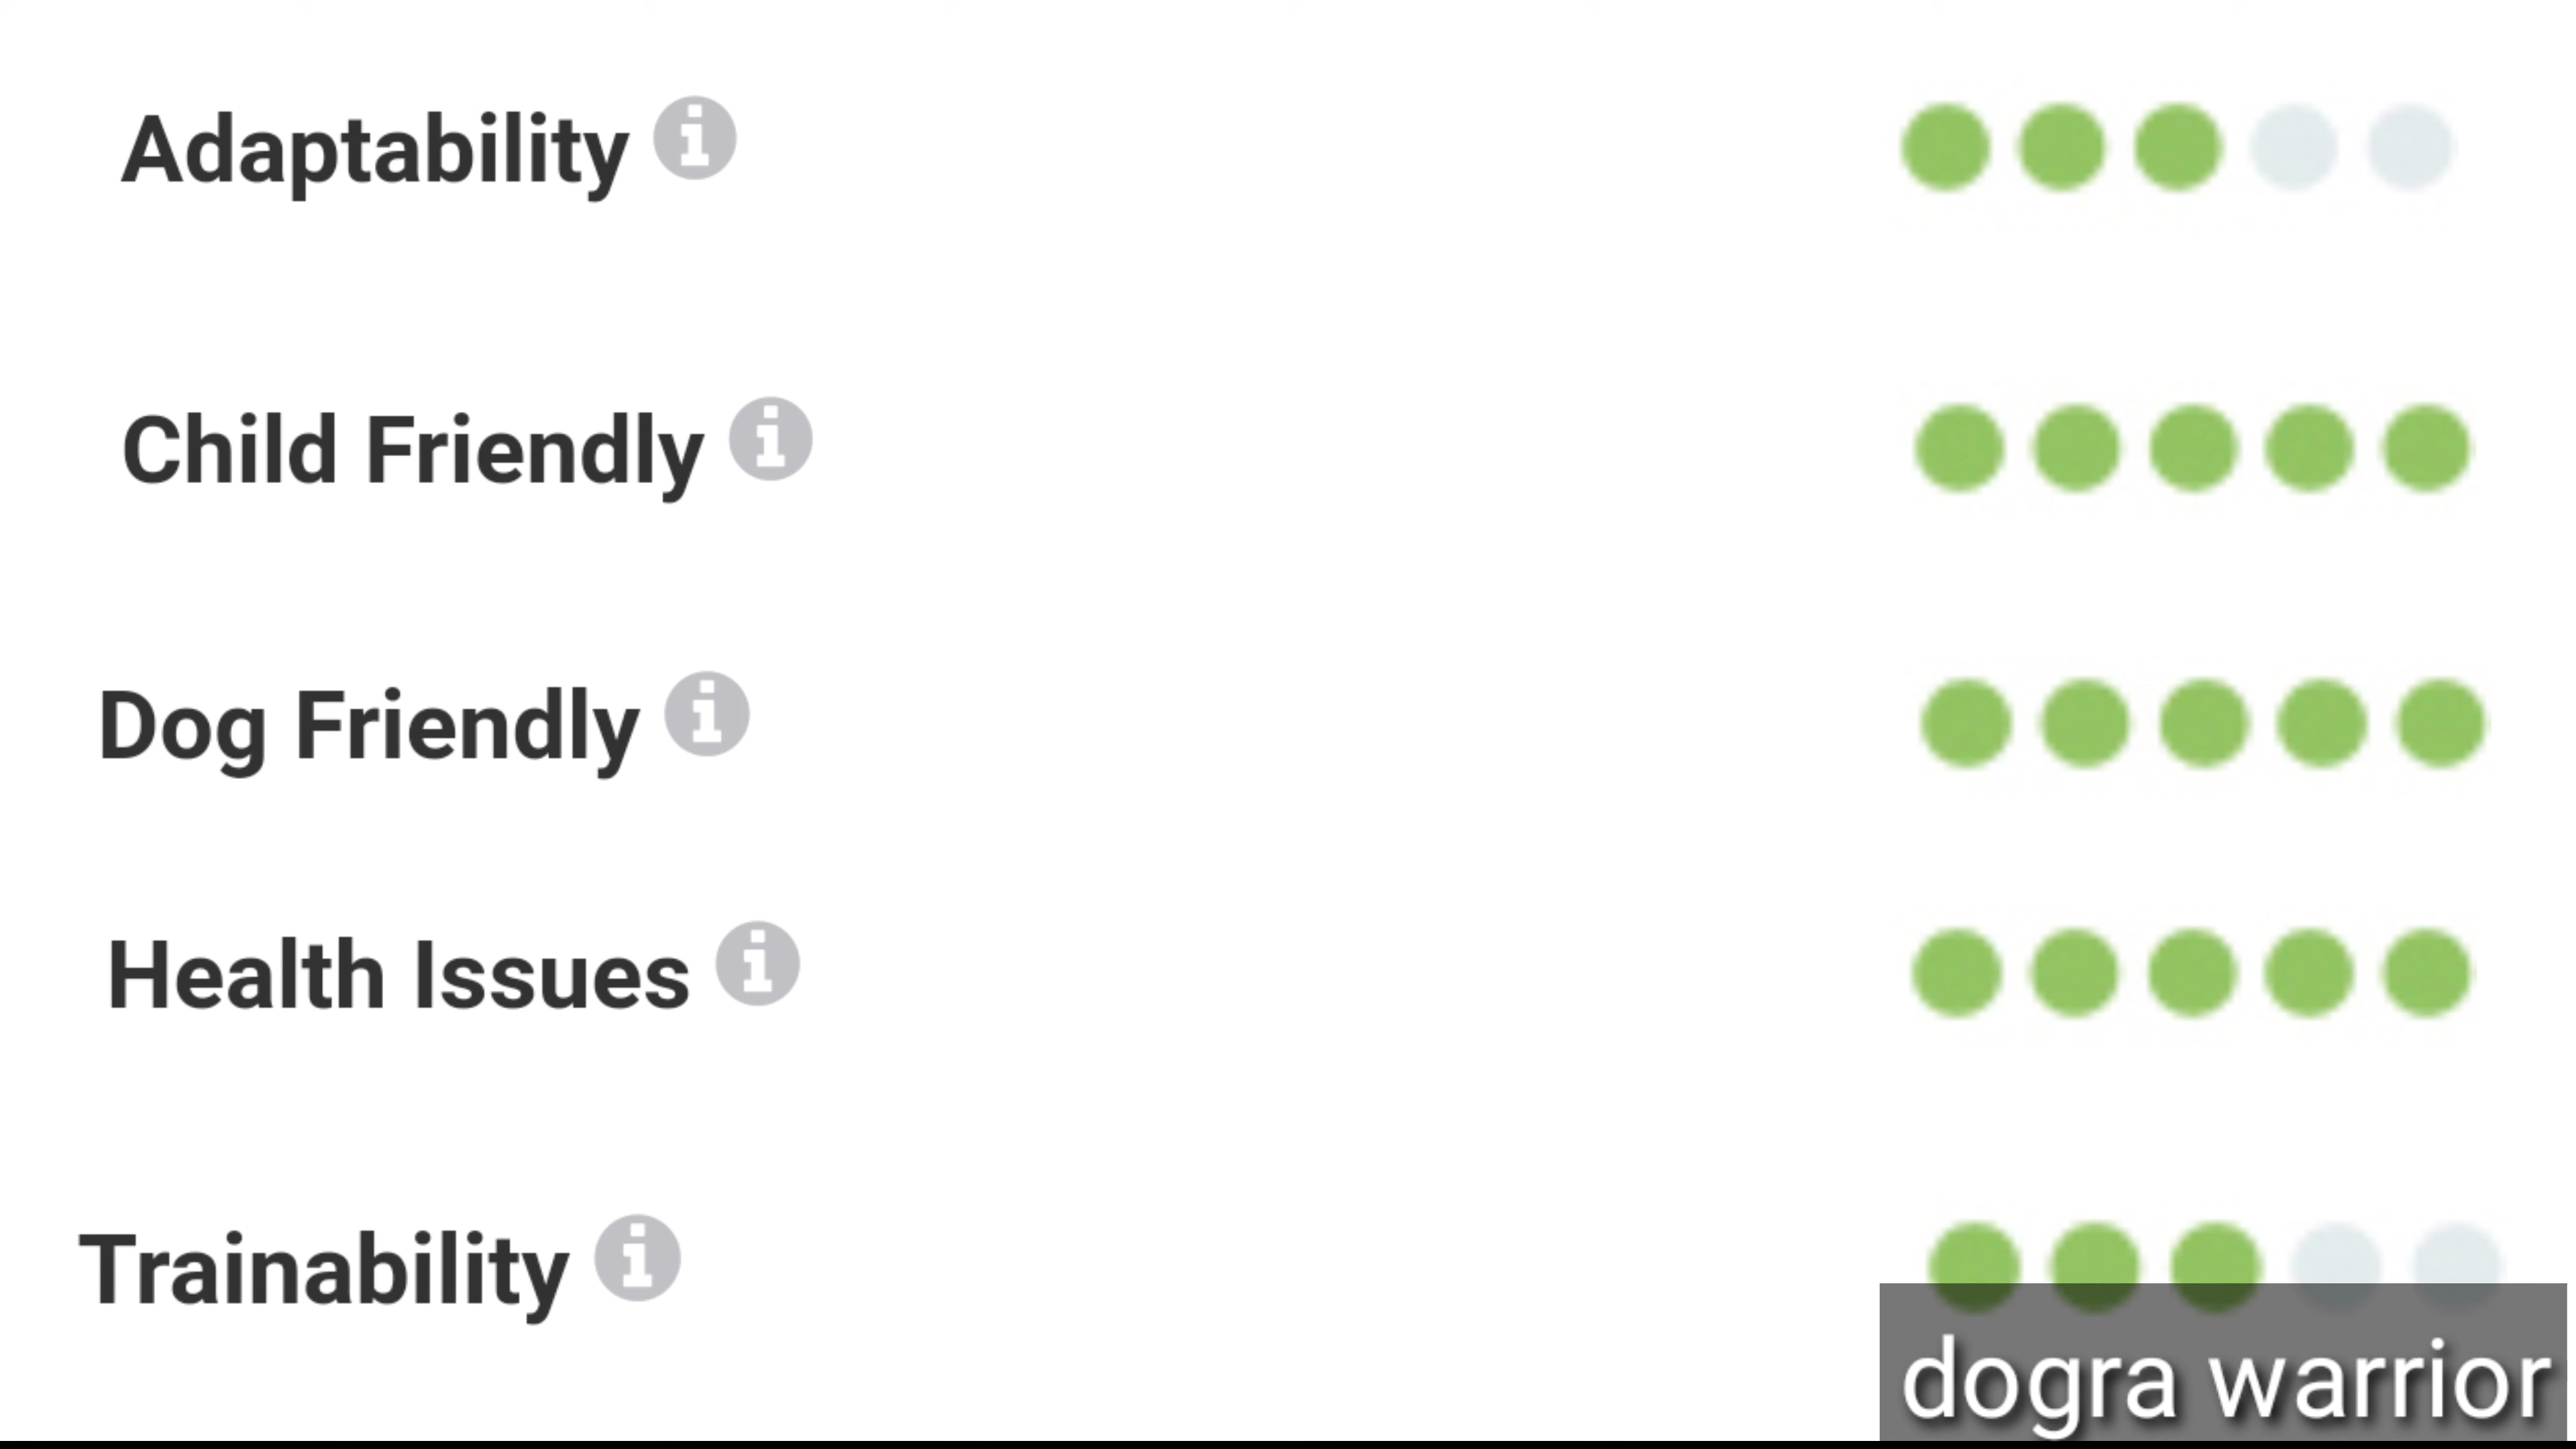 Adaptability
Child Friendly
Dog Friendly
Health Issues
Trainability
dogra warrior